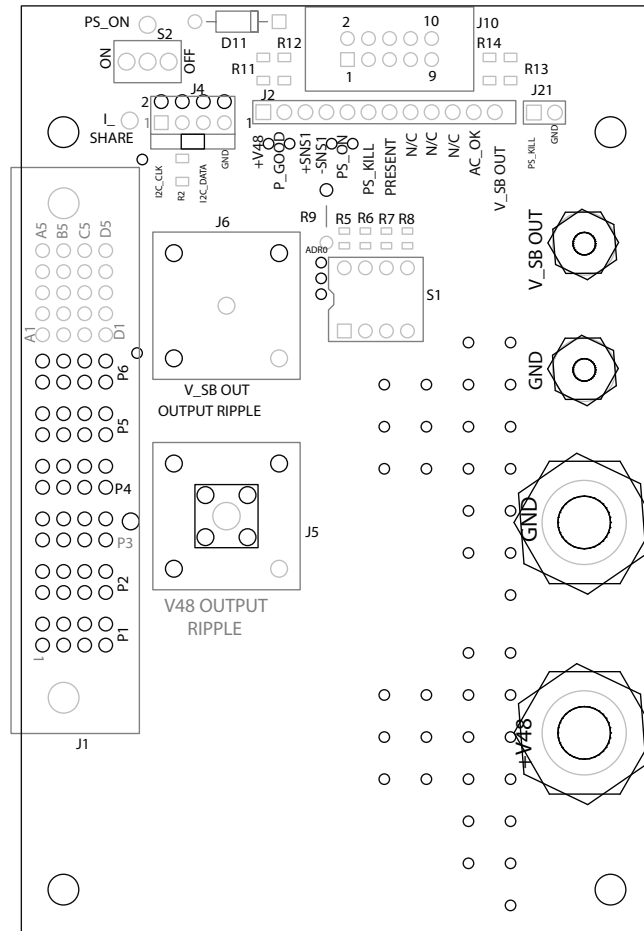 PS_ON
S2
ON
OFF
D11
R12
R11
2
10
J10
1
9
R14
R13
J4
2
1
I_
SHARE
J2
1
J21
I2C_CLK
R2
I2C_DATA
GND
+V48
P_GOOD
+SNS1
-SNS1
PS_ON
PS_KILL
PRESENT
N/C
N/C
N/C
AC_OK
V_SB OUT
PS_KILL
GND
A5
B5
C5
D5
J6
R9
R5
R6
R7
R8
ADR0
S1
V_SB OUT
A1
D1
P6
V_SB OUT
OUTPUT RIPPLE
GND
P5
P4
P3
J5
GND
P2
V48 OUTPUT
RIPPLE
P1
1
+V48
J1